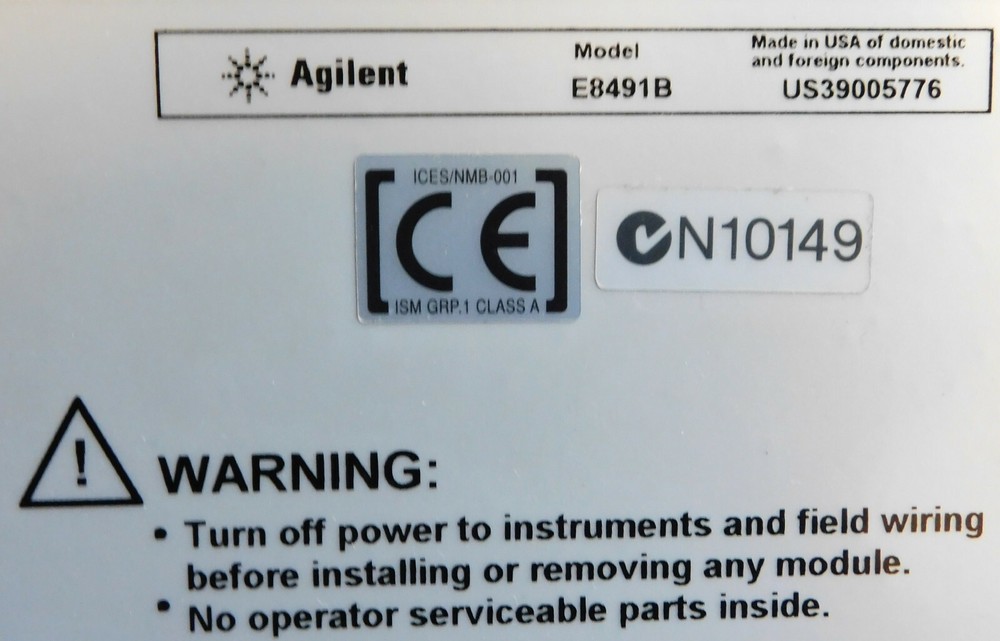 Agilent
Model
E8491B
Made in USA of domestic
and foreign components.
US39005776
ICES/NMB-001
CE
ISM GRP.1 CLASS A
N10149
! WARNING:
• Turn off power to instruments and field wiring
before installing or removing any module.
• No operator serviceable parts inside.